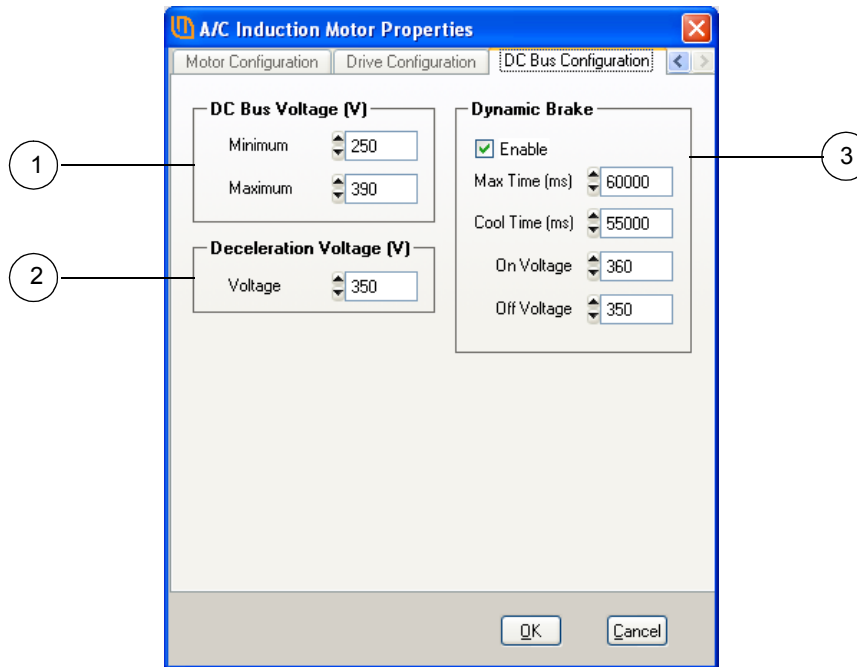 A/C Induction Motor Properties
Motor Configuration
Drive Configuration
DC Bus Configuration
DC Bus Voltage (V)
Minimum 250
Maximum 390
Deceleration Voltage (V)
Voltage 350
Dynamic Brake
Enable
Max Time (ms) 60000
Cool Time (ms) 55000
On Voltage 360
Off Voltage 350
1
2
3
OK
Cancel